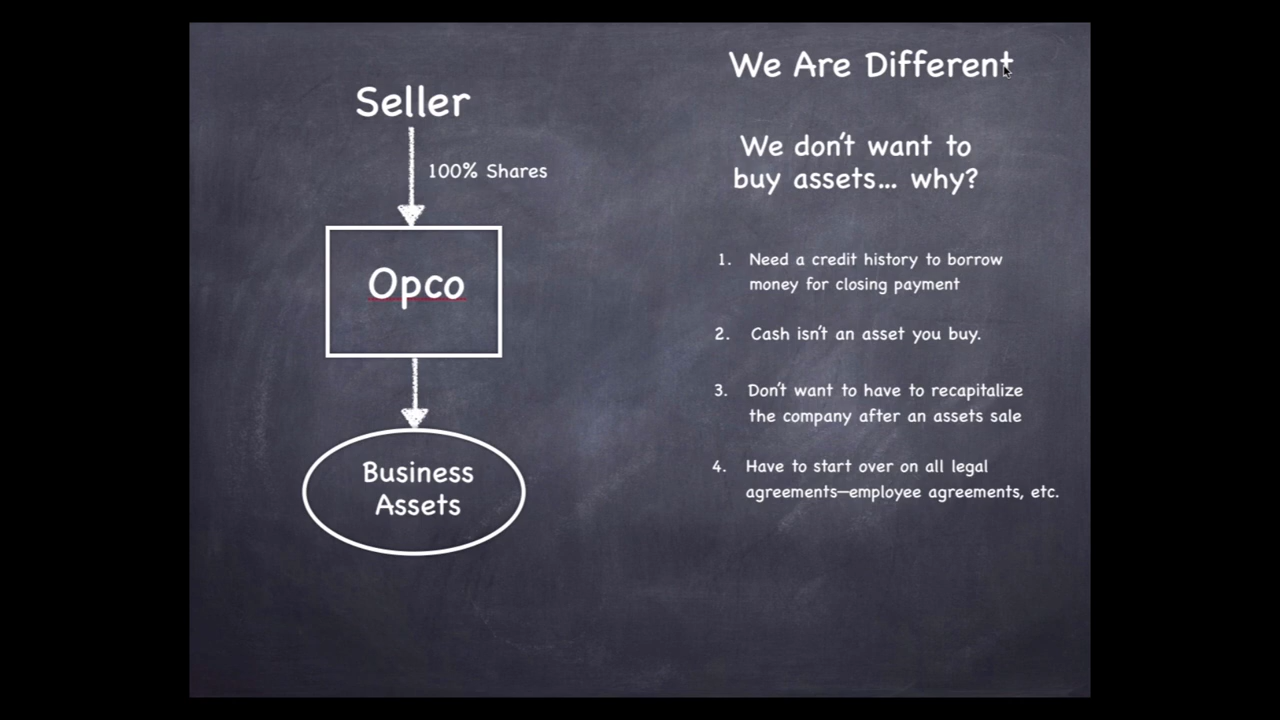 Seller
100% Shares
Opco
Business
Assets
We Are Different
We don't want to
buy assets... why?
1. Need a credit history to borrow
money for closing payment
2. Cash isn't an asset you buy.
3. Don't want to have to recapitalize
the company after an assets sale
4. Have to start over on all legal
agreements—employee agreements, etc.